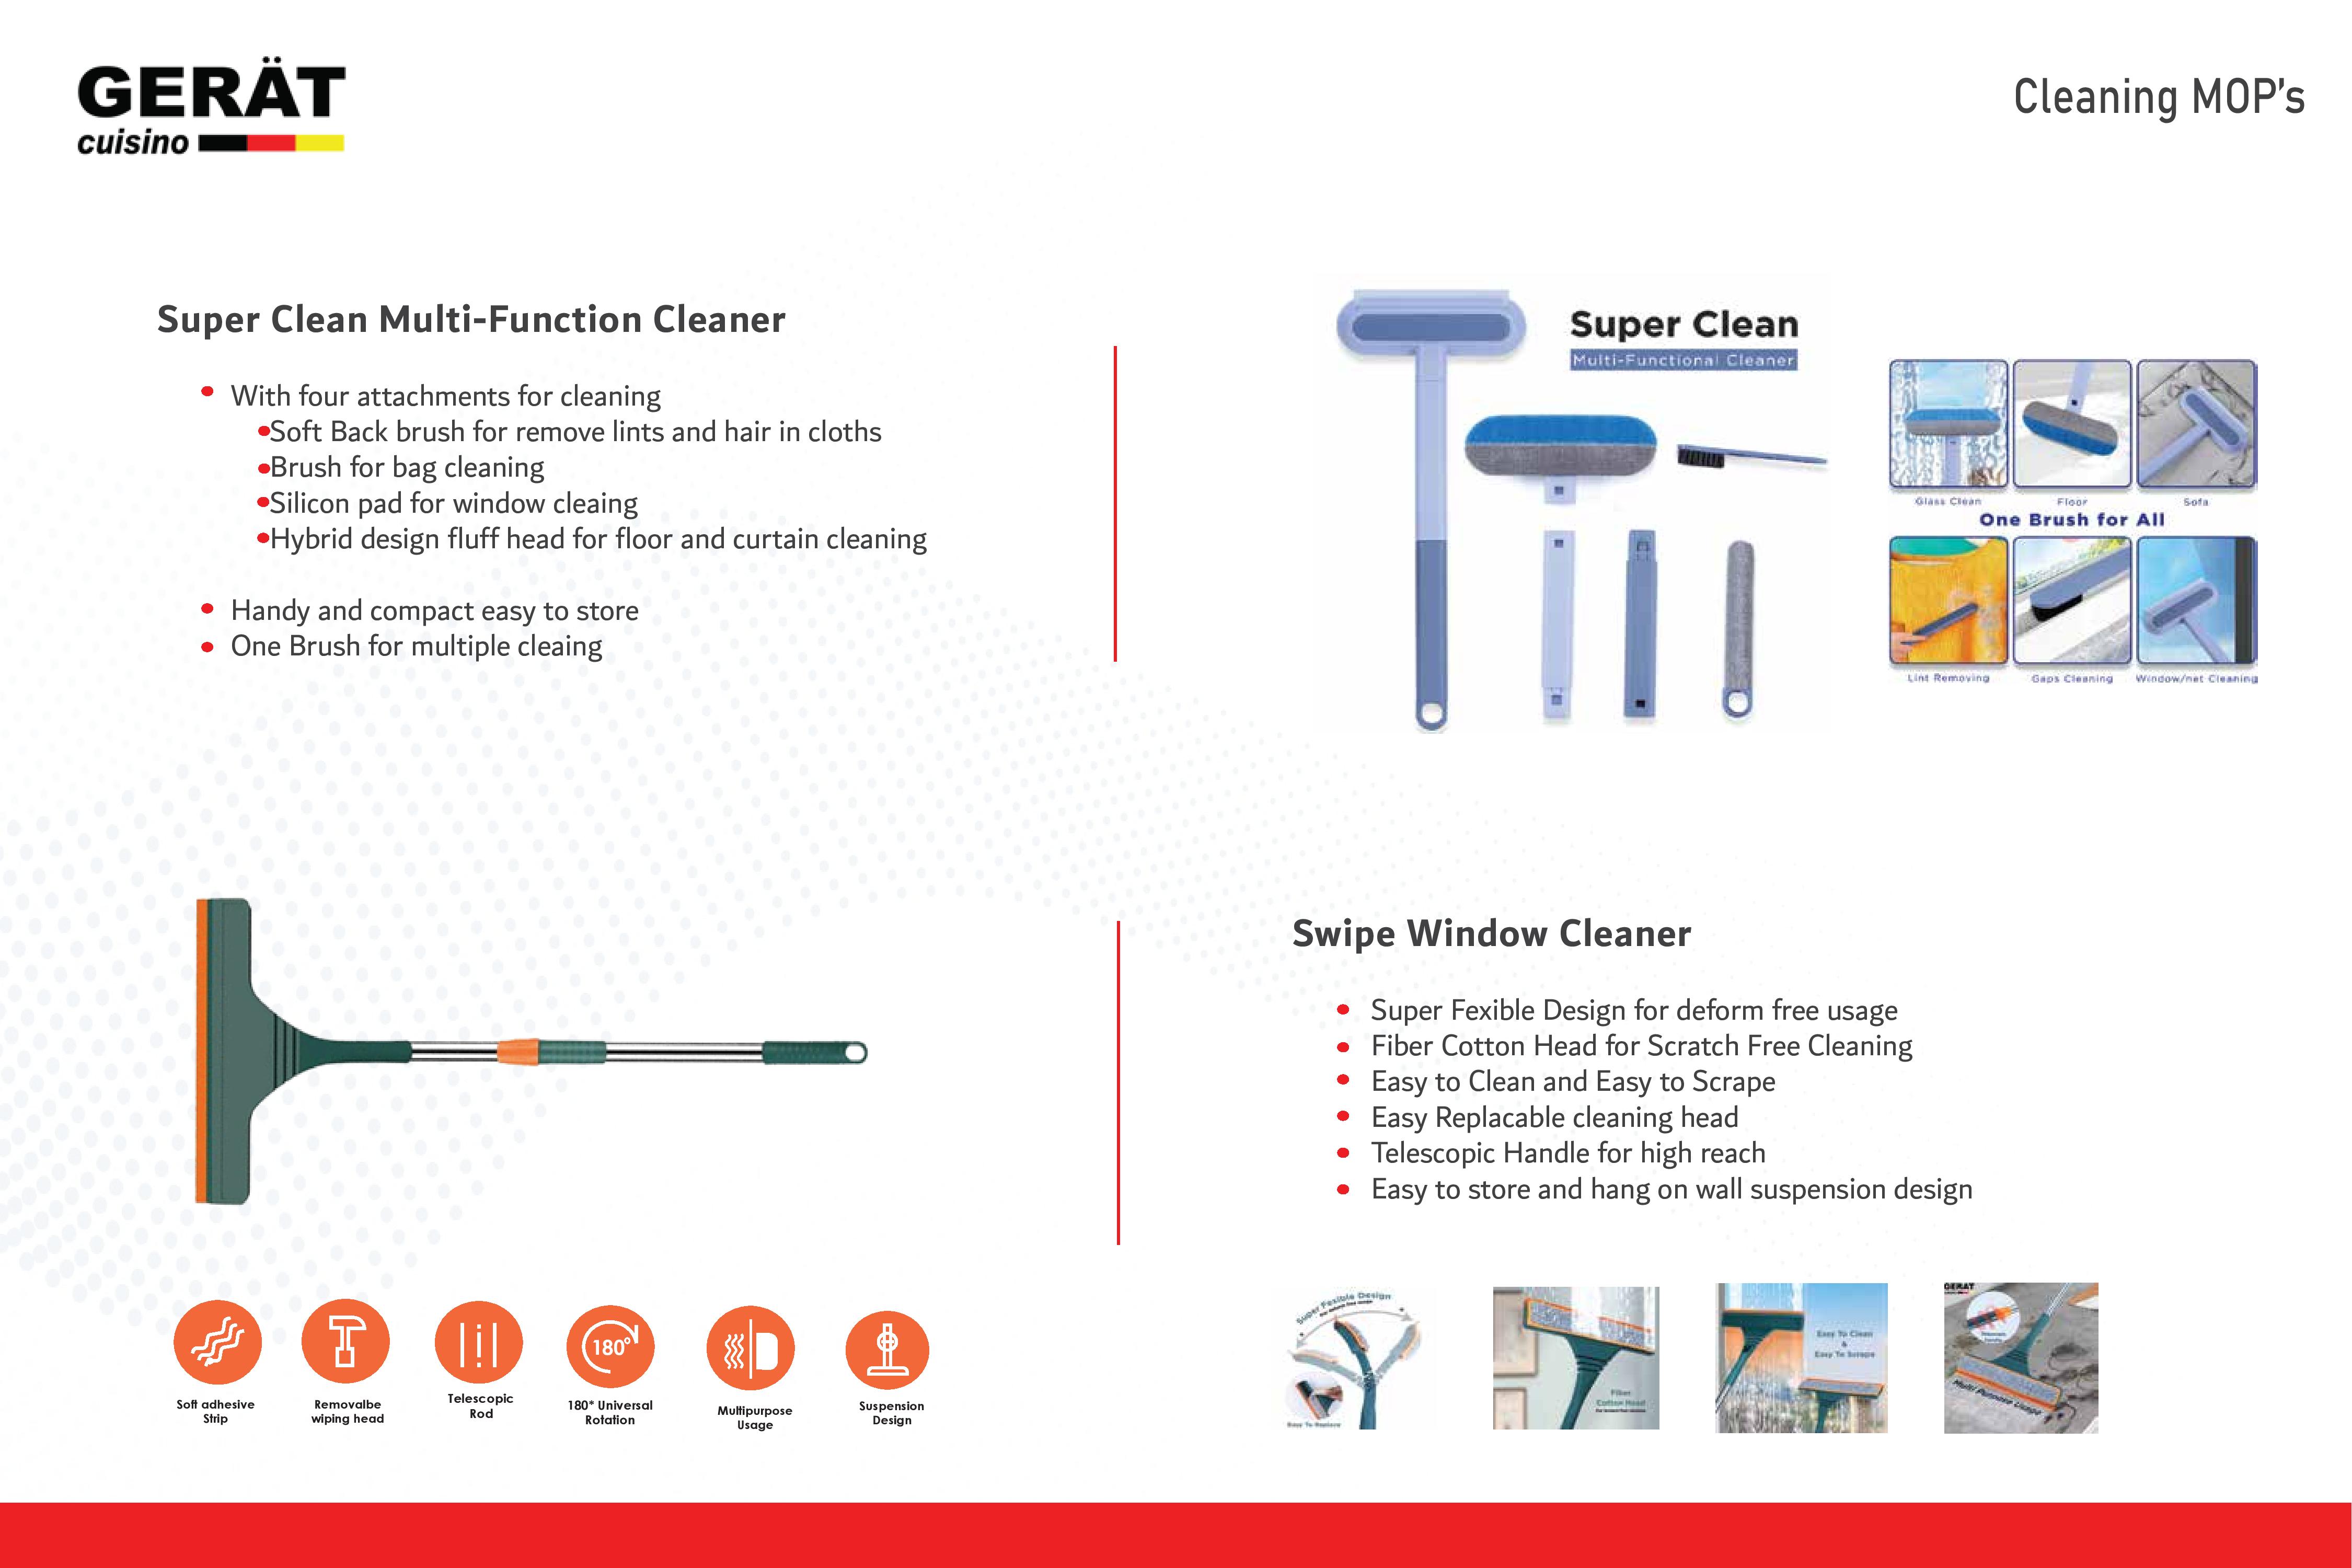 GERÄT
cuisino
Cleaning MOP's
Super Clean Multi-Function Cleaner
With four attachments for cleaning
Soft Back brush for remove lints and hair in cloths
Brush for bag cleaning
Silicon pad for window cleaing
Hybrid design fluff head for floor and curtain cleaning
Handy and compact easy to store
One Brush for multiple cleaing
Super Clean
Multi-Functional Cleaner
Glass Clean
Floor
Sofa
One Brush for All
Lint Removing
Gaps Cleaning
Window/net Cleaning
Swipe Window Cleaner
Super Fexible Design for deform free usage
Fiber Cotton Head for Scratch Free Cleaning
Easy to Clean and Easy to Scrape
Easy Replacable cleaning head
Telescopic Handle for high reach
Easy to store and hang on wall suspension design
180°
Soft adhesive
Strip
Removalbe
wiping head
Telescopic
Rod
180* Universal
Rotation
Multipurpose
Usage
Suspension
Design
Super Fexible Design
Easy To Replace
Fiber
Cotton Head
Easy To Clean
&
Easy To Scrape
GERAT
Multi Purpose Usage